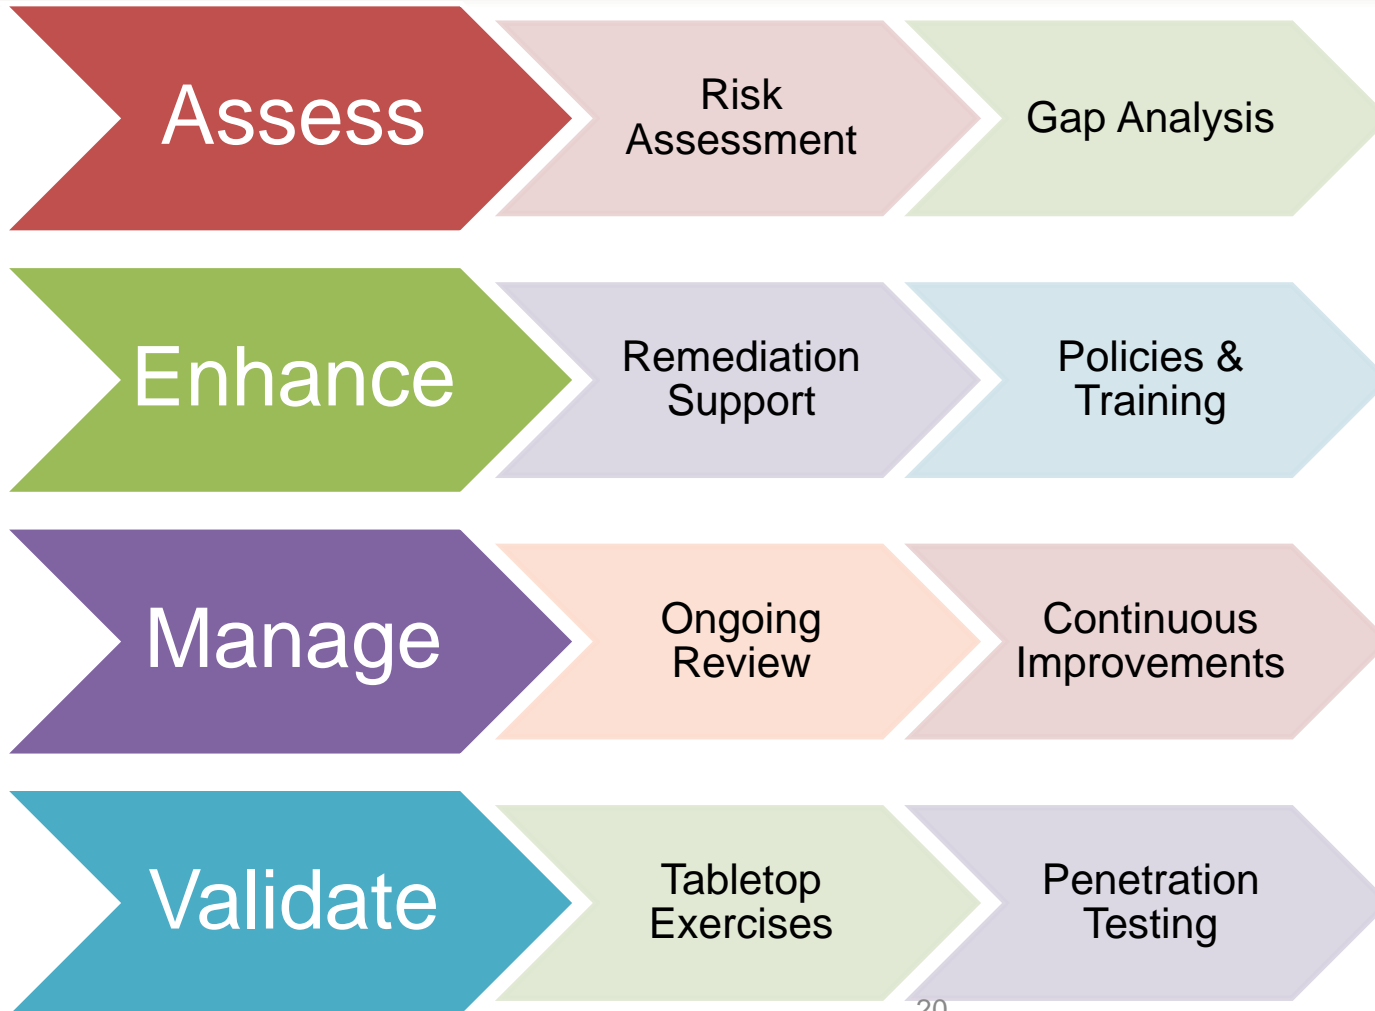 Assess
Risk
Assessment
Gap Analysis
Enhance
Remediation
Support
Policies &
Training
Manage
Ongoing
Review
Continuous
Improvements
Validate
Tabletop
Exercises
Penetration
Testing
20